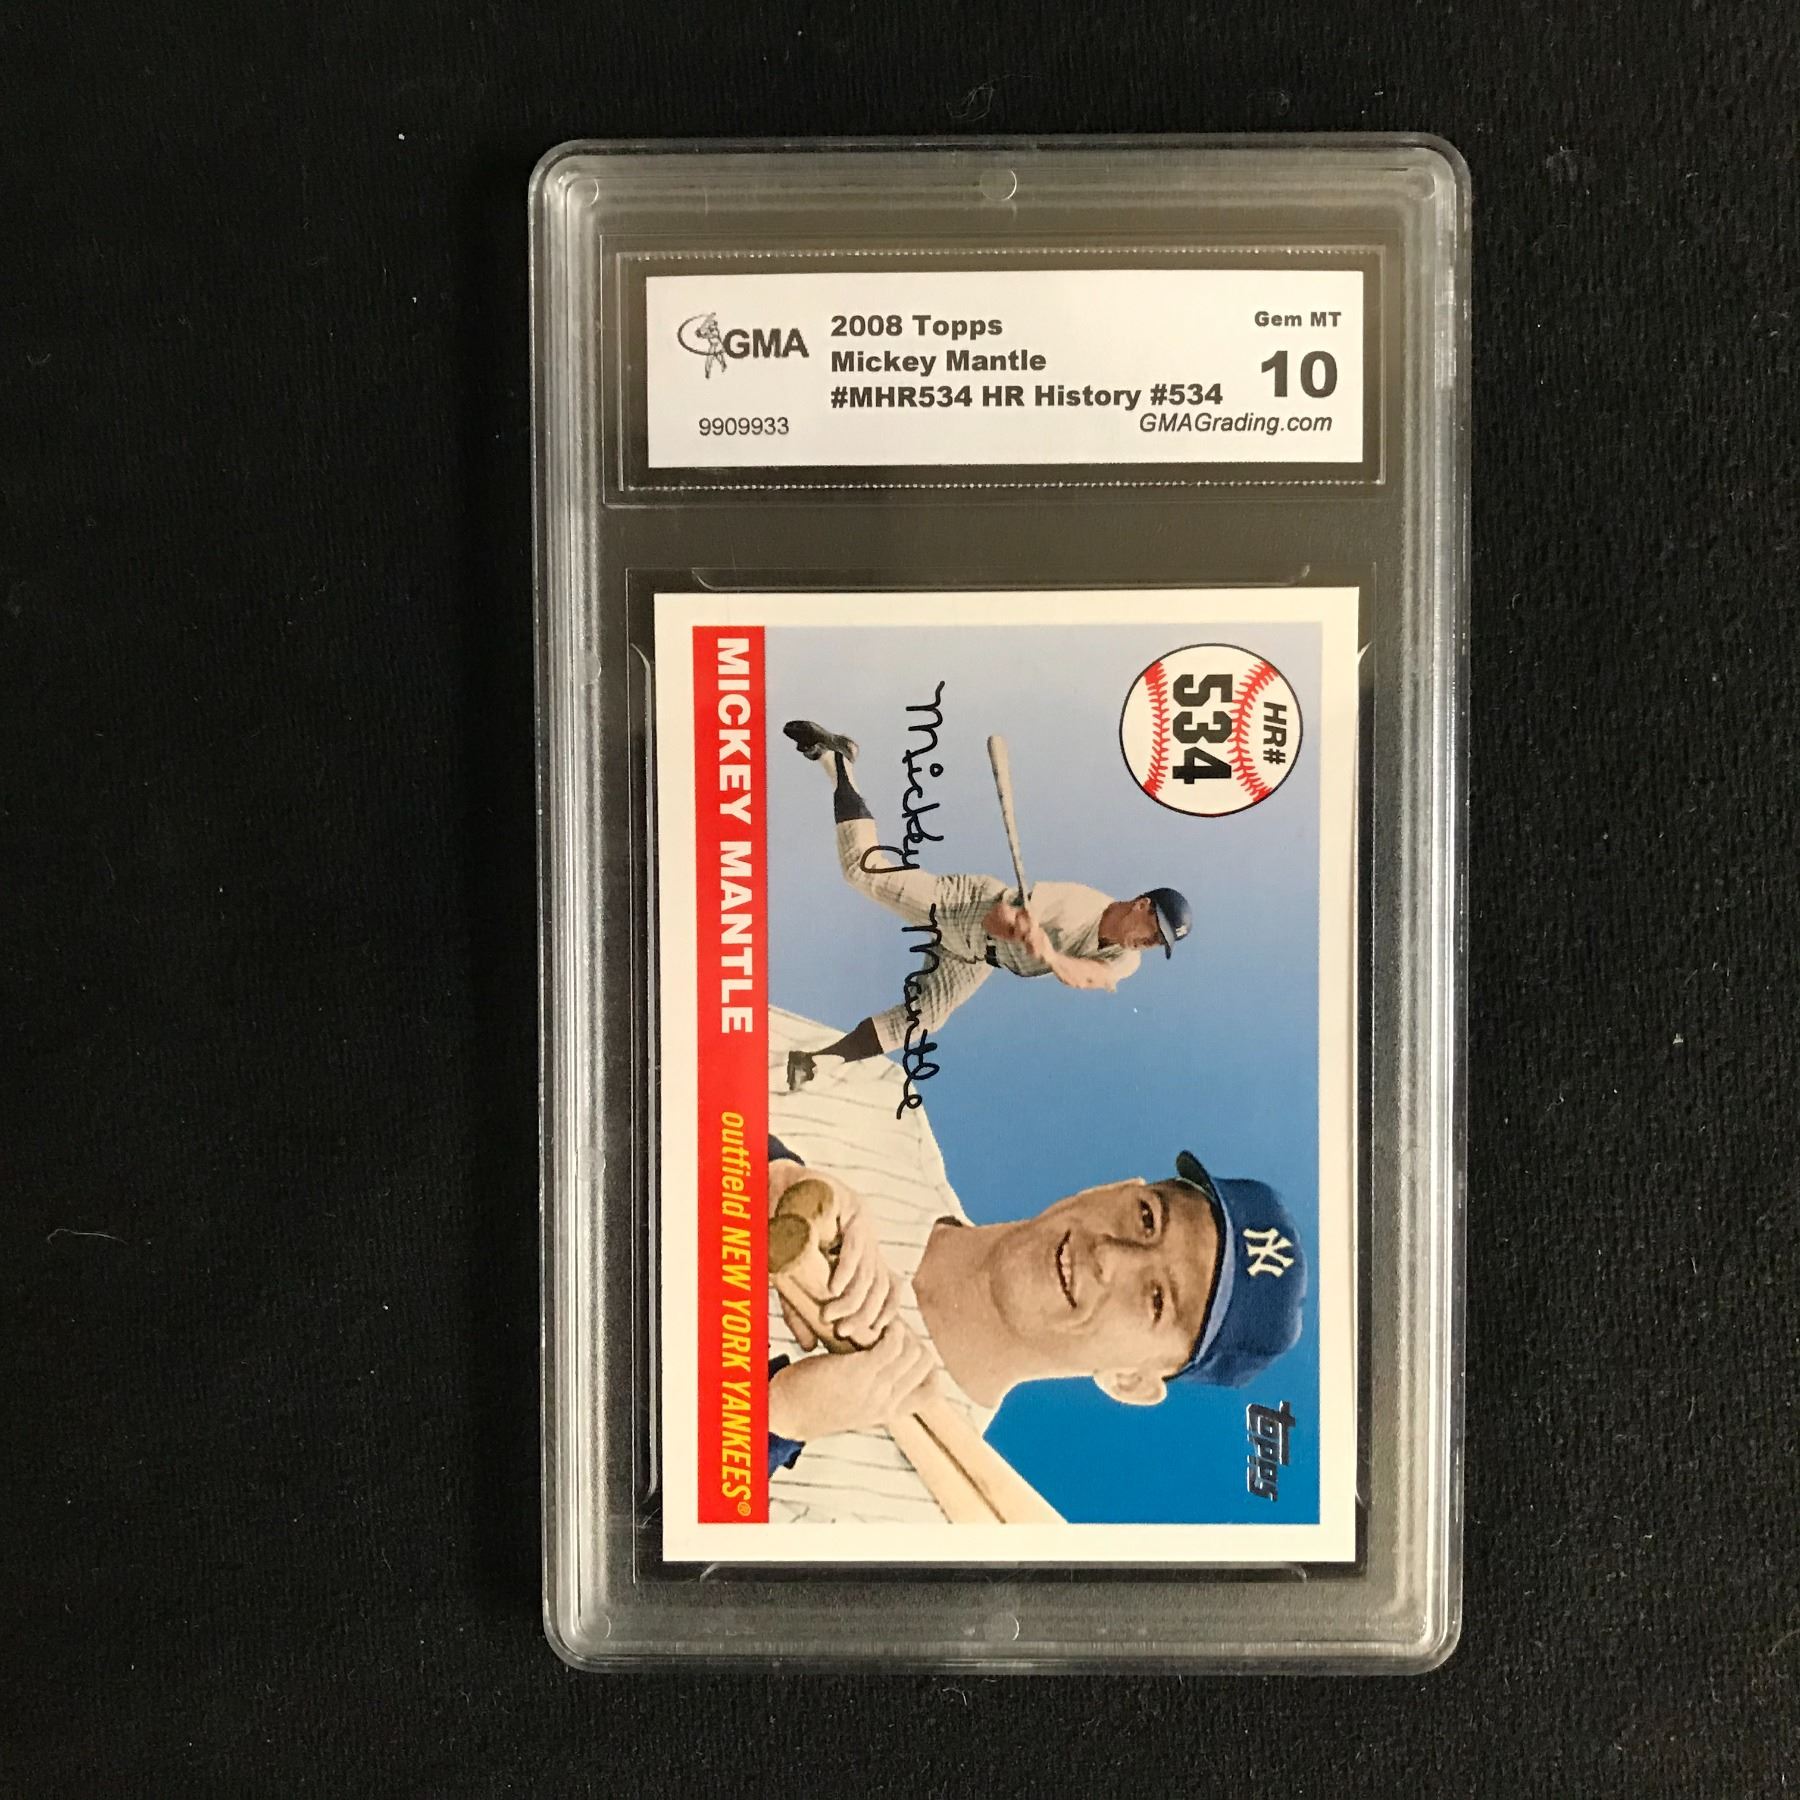 GMA
2008 Topps
Mickey Mantle
#MHR534 HR History #534
Gem MT
10
9909933
GMAGrading.com
HR#
534
Mickey Mantle
topps
MICKEY MANTLE outfield NEW YORK YANKEES®
NY